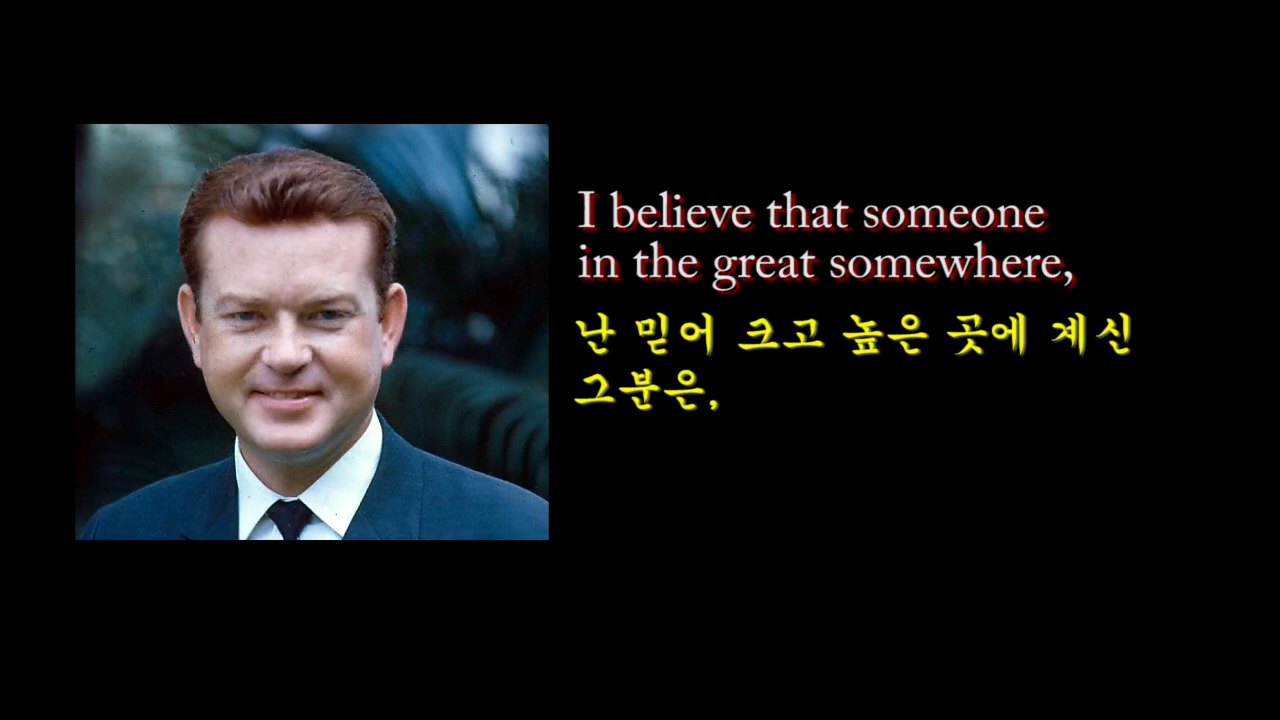 I believe that someone
in the great somewhere,
난 믿어 크고 높은 곳에 계신
그분은,